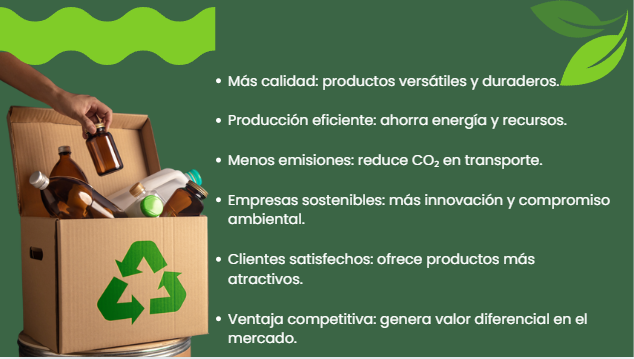 • Más calidad: productos versátiles y duraderos.
• Producción eficiente: ahorra energía y recursos.
• Menos emisiones: reduce CO₂ en transporte.
• Empresas sostenibles: más innovación y compromiso
ambiental.
• Clientes satisfechos: ofrece productos más
atractivos.
• Ventaja competitiva: genera valor diferencial en el
mercado.